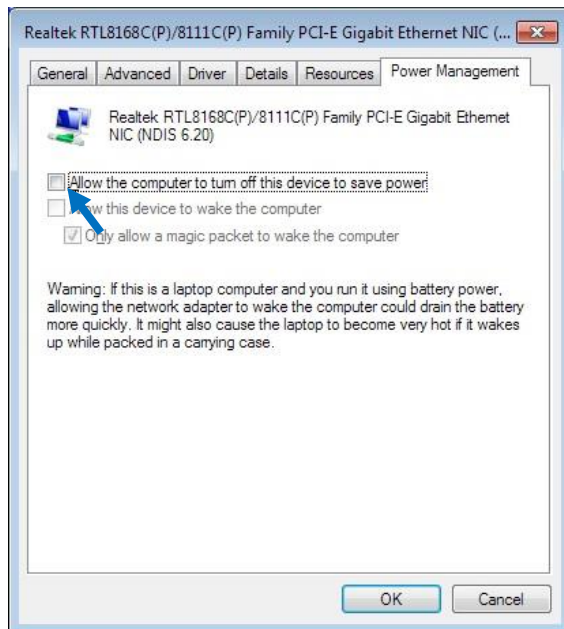 Realtek RTL8168C(P)/8111C(P) Family PCI-E Gigabit Ethernet NIC (...
General Advanced Driver Details Resources Power Management
Realtek RTL8168C(P)/8111C(P) Family PCI-E Gigabit Ethernet
NIC (NDIS 6.20)
Allow the computer to turn off this device to save power
Allow this device to wake the computer
Only allow a magic packet to wake the computer
Warning: If this is a laptop computer and you run it using battery power,
allowing the network adapter to wake the computer could drain the battery
more quickly. It might also cause the laptop to become very hot if it wakes
up while packed in a carrying case.
OK Cancel